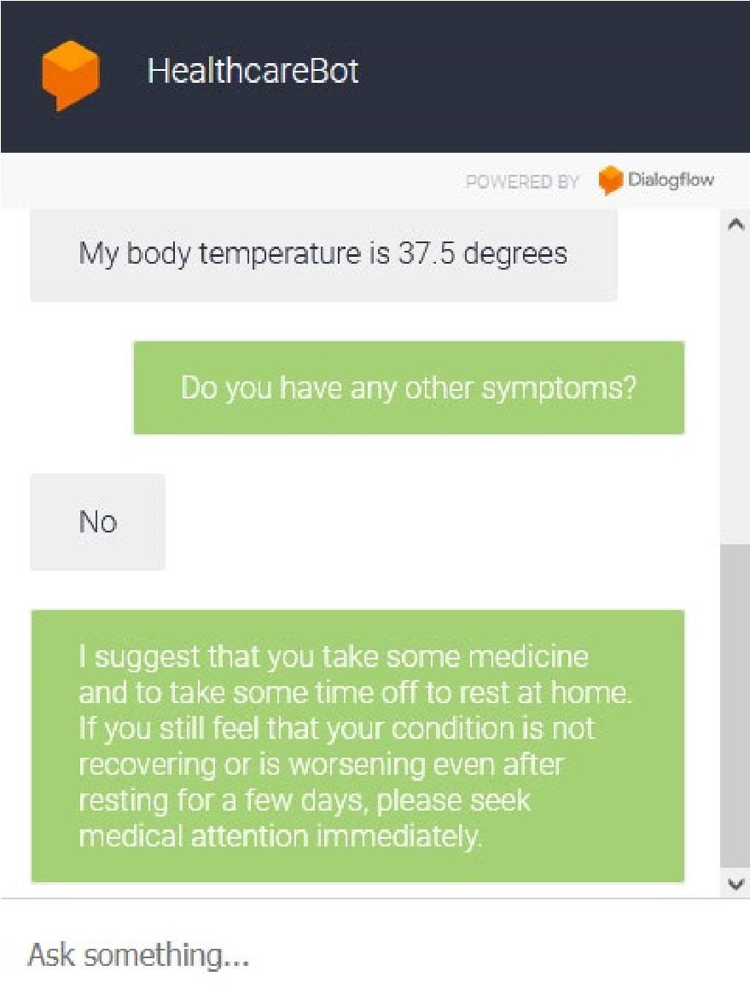 HealthcareBot
POWERED BY Dialogflow
My body temperature is 37.5 degrees
Do you have any other symptoms?
No
I suggest that you take some medicine
and to take some time off to rest at home.
If you still feel that your condition is not
recovering or is worsening even after
resting for a few days, please seek
medical attention immediately.
Ask something...